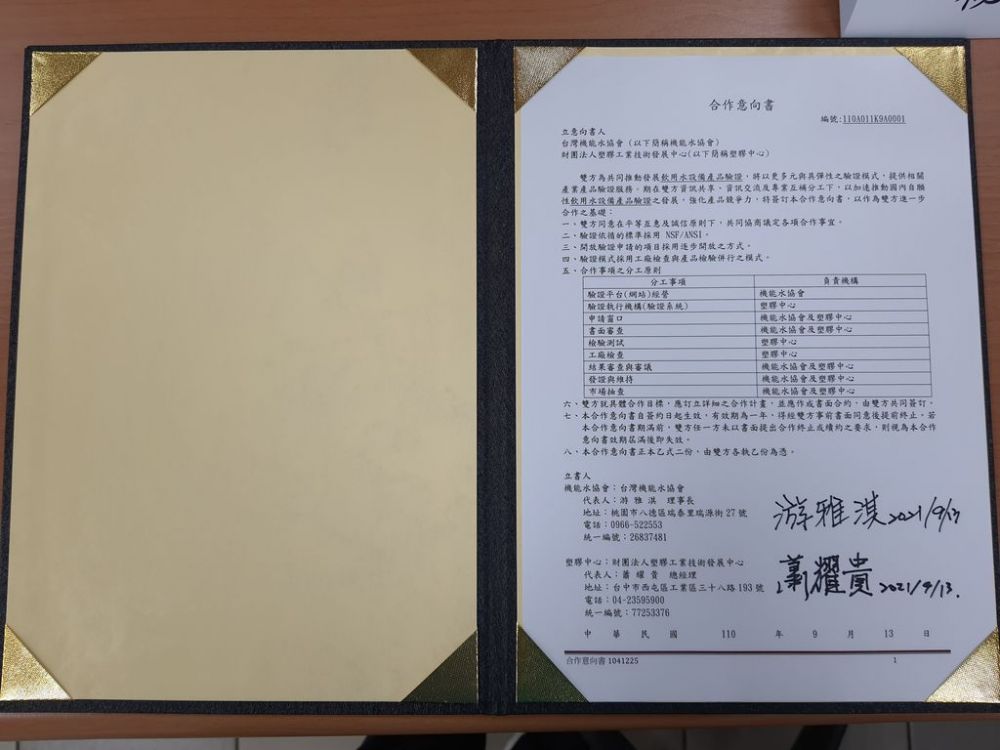 合作意向書
編號:110A011K9A0001
立意向書人
台灣機能水協會(以下簡稱機能水協會)
財團法人塑膠工業技術發展中心(以下簡稱塑膠中心)
雙方為共同推動發展飲用水設備產品驗證,將以更多元與具彈性之驗證模式,提供相關
產業產品驗證服務。期在雙方資訊共享、資訊交流及專業互補分工下,以加速推動國內自願
性飲用水設備產品驗證之發展,強化產品競爭力,特簽訂本合作意向書,以作為雙方進一步
合作之基礎:
一、雙方同意在平等互惠及誠信原則下,共同協商議定各項合作事宜。
二、驗證依循的標準採用 NSF/ANSI。
三、開放驗證申請的項目採用逐步開放之方式。
四、驗證模式採用工廠檢查與產品檢驗併行之模式。
五、合作事項之分工原則
分工事項 負責機構
驗證平台(網站)經營 機能水協會
驗證執行機構(驗證系統) 塑膠中心
申請窗口 機能水協會及塑膠中心
書面審查 機能水協會及塑膠中心
檢驗測試 塑膠中心
工廠檢查 塑膠中心
結果審查與審議 機能水協會及塑膠中心
發證與維持 機能水協會及塑膠中心
市場抽查 機能水協會及塑膠中心
六、雙方就具體合作目標,應訂立詳細之合作計畫,並應作成書面合約,由雙方共同簽訂。
七、本合作意向書自簽約日起生效,有效期為一年,得經雙方事前書面同意後提前終止。若
本合作意向書期滿前,雙方任一方未以書面提出合作終止或續約之要求,則視為本合作
意向書效期屆滿後即失效。
八、本合作意向書正本乙式二份,由雙方各執乙份為憑。
立書人
機能水協會:台灣機能水協會
代表人:游 雅 淇 理事長
地址:桃園市八德區瑞泰里瑞源街 27 號
電話:0966-522553
統一編號:26837481
游雅淇 2021/9/13
塑膠中心:財團法人塑膠工業技術發展中心
代表人:蕭 耀 貴 總經理
地址:台中市西屯區工業區三十八路 193 號
電話:04-23595900
統一編號:77253376
蕭耀貴 2021/9/13.
中 華 民 國 110 年 9 月 13 日
合作意向書 1041225 1